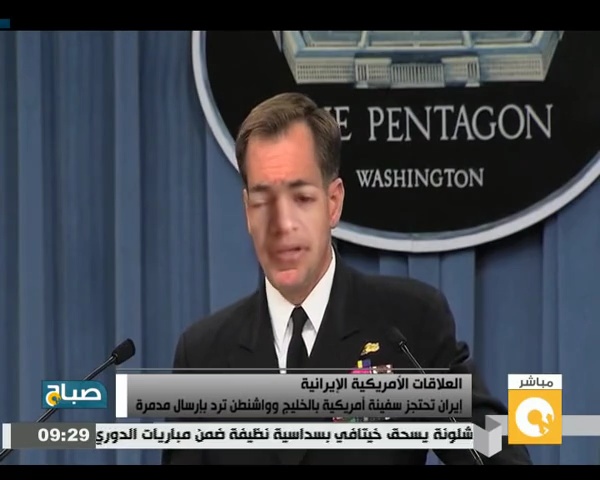 THE PENTAGON
WASHINGTON
العلاقات الأمريكية الإيرانية
إيران تحتجز سفينة أمريكية بالخليج وواشنطن ترد بإرسال مدمرة
صباح
مباشر
09:29
شلونة يسحق خيتافي بسداسية نظيفة ضمن مباريات الدوري